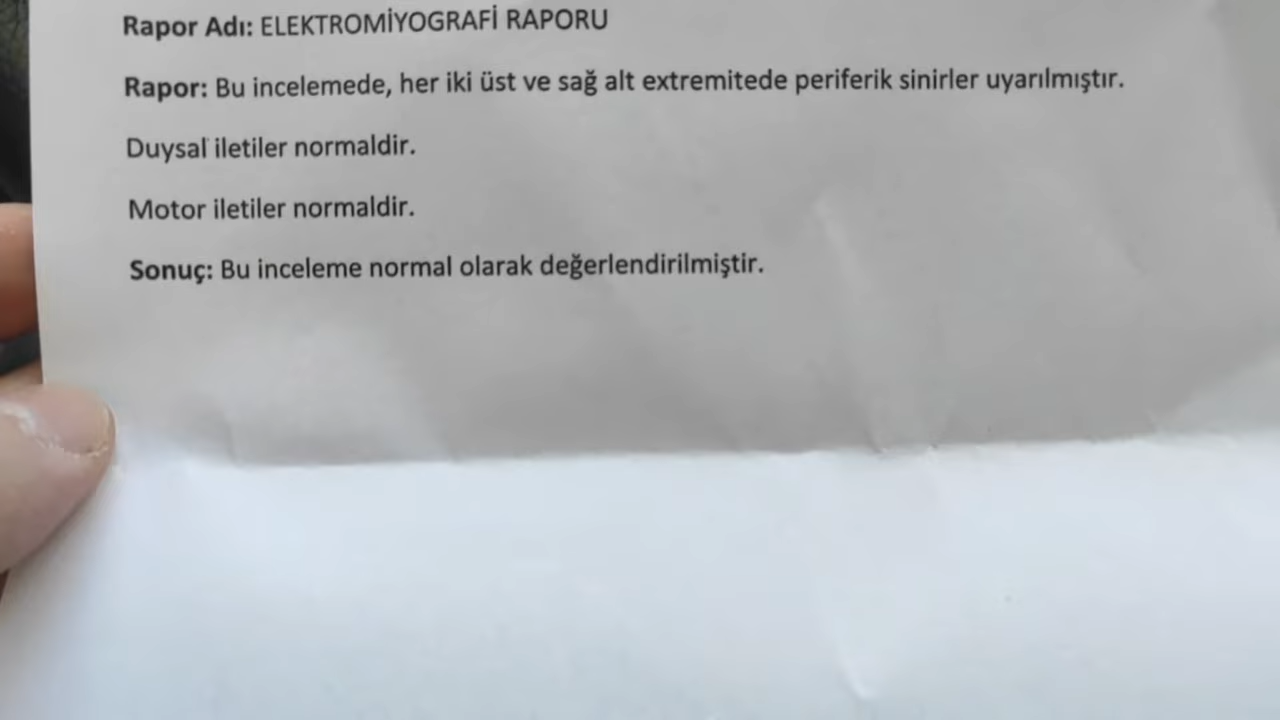 Rapor Adı: ELEKTROMİYOGRAFİ RAPORU
Rapor: Bu incelemede, her iki üst ve sağ alt extremitede periferik sinirler uyarılmıştır.
Duysal iletiler normaldir.
Motor iletiler normaldir.
Sonuç: Bu inceleme normal olarak değerlendirilmiştir.